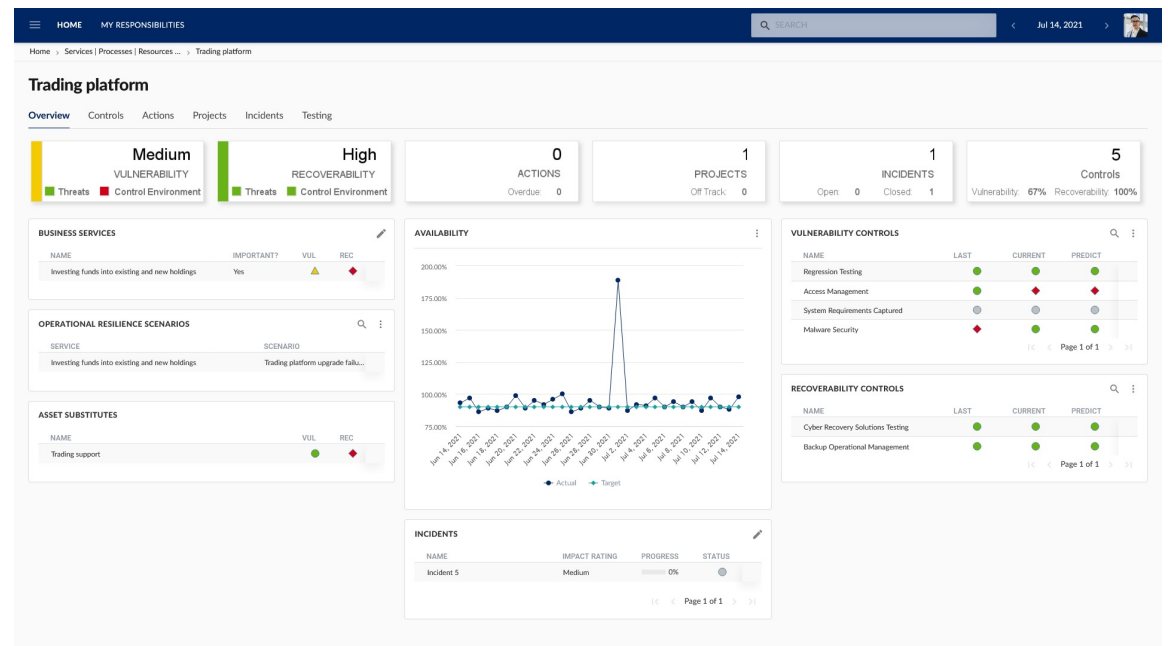 HOME MY RESPONSIBILITIES SEARCH Jul 14, 2021
Home > Services | Processes | Resources ... > Trading platform
Trading platform
Overview Controls Actions Projects Incidents Testing
Medium
VULNERABILITY
Threats Control Environment
High
RECOVERABILITY
Threats Control Environment
0
ACTIONS
Overdue: 0
1
PROJECTS
Off Track: 0
1
INCIDENTS
Open: 0 Closed: 1
5
Controls
Vulnerability: 67% Recoverability: 100%
BUSINESS SERVICES
NAME IMPORTANT? VUL REC
Investing funds into existing and new holdings Yes
OPERATIONAL RESILIENCE SCENARIOS
SERVICE SCENARIO
Investing funds into existing and new holdings Trading platform upgrade failu...
ASSET SUBSTITUTES
NAME VUL REC
Trading support
AVAILABILITY
200.00%
175.00%
150.00%
125.00%
100.00%
75.00%
Jun 14, 2021 Jun 16, 2021 Jun 18, 2021 Jun 20, 2021 Jun 22, 2021 Jun 24, 2021 Jun 26, 2021 Jun 28, 2021 Jun 30, 2021 Jul 2, 2021 Jul 4, 2021 Jul 6, 2021 Jul 8, 2021 Jul 10, 2021 Jul 12, 2021 Jul 14, 2021
Actual Target
INCIDENTS
NAME IMPACT RATING PROGRESS STATUS
Incident 5 Medium 0%
Page 1 of 1
VULNERABILITY CONTROLS
NAME LAST CURRENT PREDICT
Regression Testing
Access Management
System Requirements Captured
Malware Security
Page 1 of 1
RECOVERABILITY CONTROLS
NAME LAST CURRENT PREDICT
Cyber Recovery Solutions Testing
Backup Operational Management
Page 1 of 1